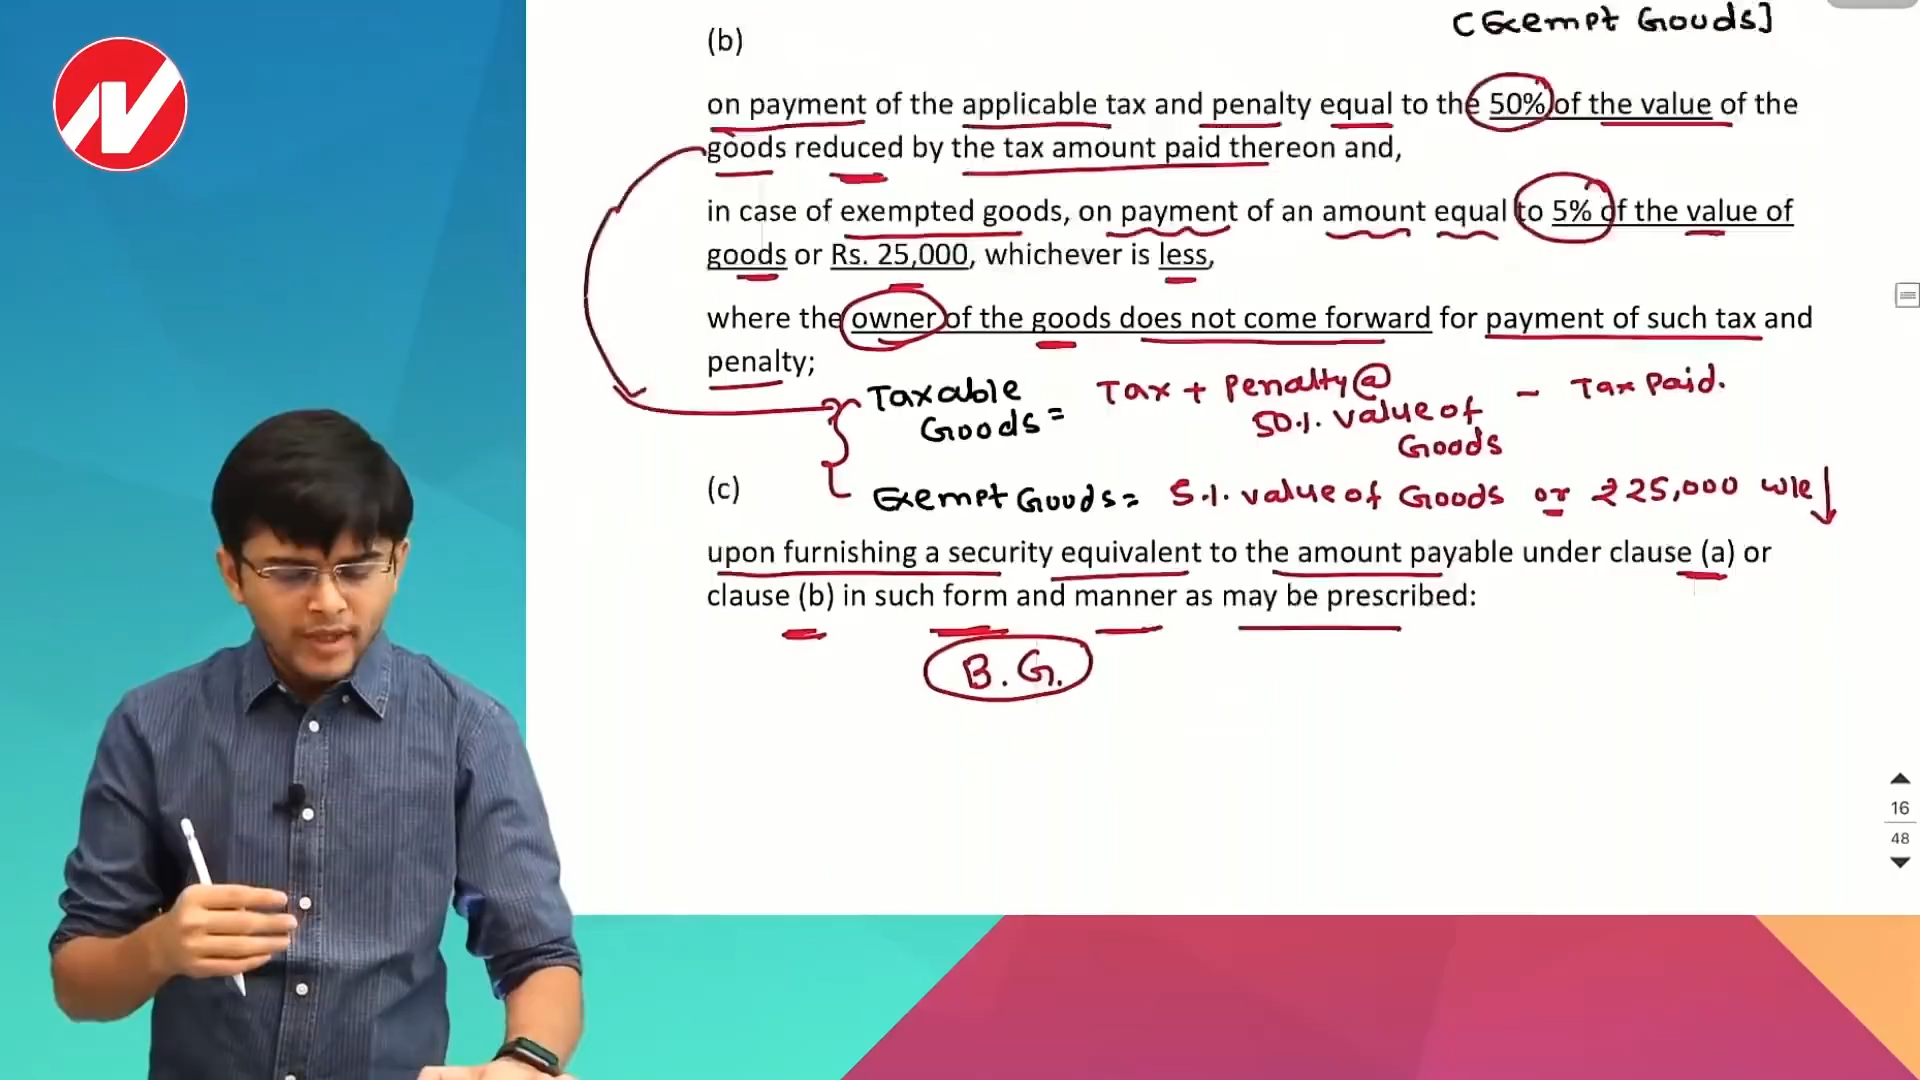 [Exempt Goods]
(b)
on payment of the applicable tax and penalty equal to the 50% of the value of the
goods reduced by the tax amount paid thereon and,
in case of exempted goods, on payment of an amount equal to 5% of the value of
goods or Rs. 25,000, whichever is less,
where the owner of the goods does not come forward for payment of such tax and
penalty;
Taxable Goods = Tax + Penalty @ 50% value of Goods - Tax Paid.
(c)
Exempt Goods = 5% value of Goods or ₹25,000 wle ↓
upon furnishing a security equivalent to the amount payable under clause (a) or
clause (b) in such form and manner as may be prescribed:
B.G.
16
48